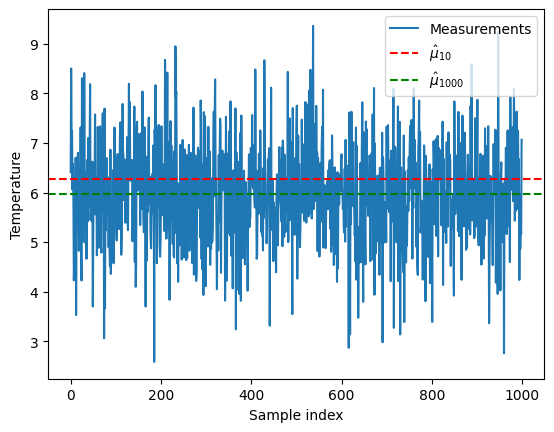 Measurements
μ̂₁₀
μ̂₁₀₀₀
9
8
7
6
5
4
3
Temperature
0
200
400
600
800
1000
Sample index